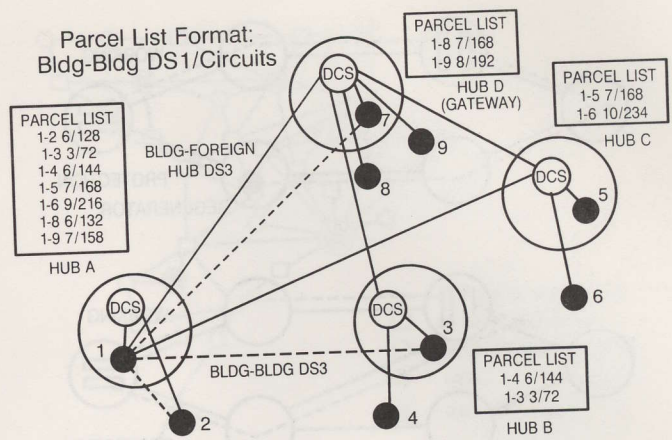 Parcel List Format:
Bldg-Bldg DS1/Circuits
PARCEL LIST
1-8 7/168
1-9 8/192
HUB D
(GATEWAY)
PARCEL LIST
1-5 7/168
1-6 10/234
HUB C
PARCEL LIST
1-2 6/128
1-3 3/72
1-4 6/144
1-5 7/168
1-6 9/216
1-8 6/132
1-9 7/158
HUB A
BLDG-FOREIGN
HUB DS3
DCS
7
8
9
DCS
5
6
DCS
1
2
BLDG-BLDG DS3
DCS
3
4
PARCEL LIST
1-4 6/144
1-3 3/72
HUB B